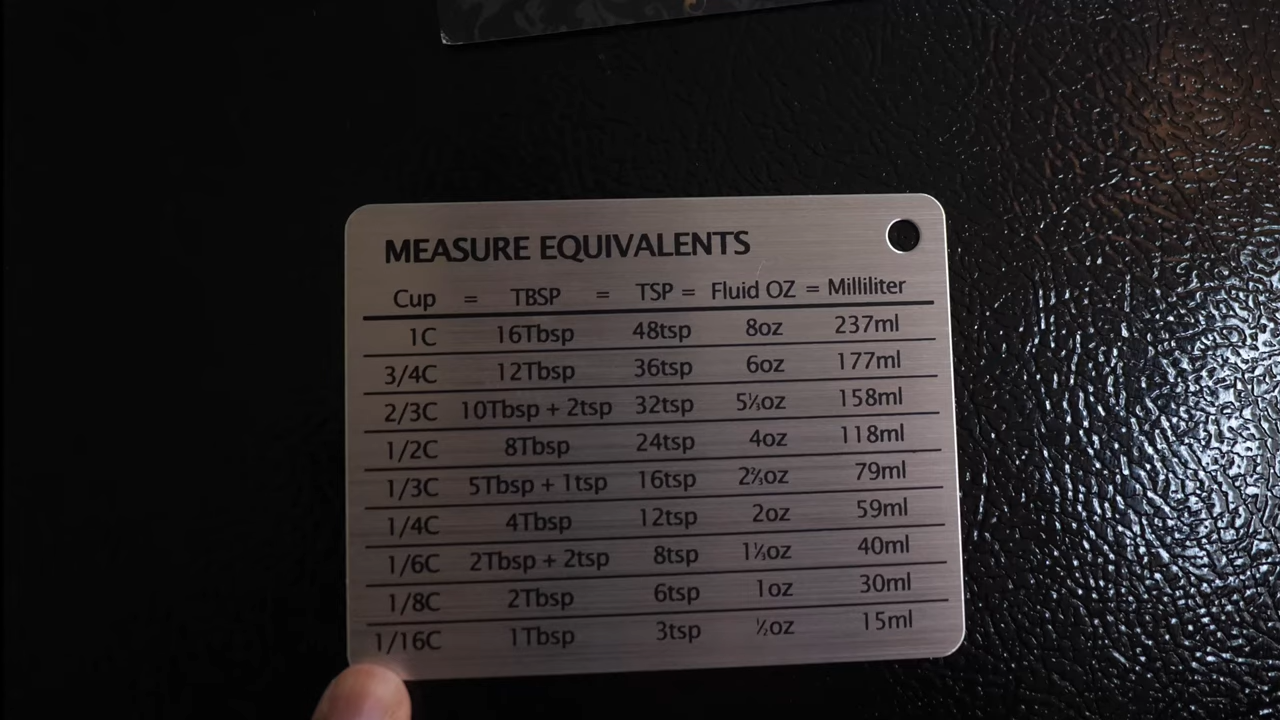 MEASURE EQUIVALENTS
Cup = TBSP = TSP = Fluid OZ = Milliliter
1C 16Tbsp 48tsp 8oz 237ml
3/4C 12Tbsp 36tsp 6oz 177ml
2/3C 10Tbsp + 2tsp 32tsp 5⅓oz 158ml
1/2C 8Tbsp 24tsp 4oz 118ml
1/3C 5Tbsp + 1tsp 16tsp 2⅔oz 79ml
1/4C 4Tbsp 12tsp 2oz 59ml
1/6C 2Tbsp + 2tsp 8tsp 1⅓oz 40ml
1/8C 2Tbsp 6tsp 1oz 30ml
1/16C 1Tbsp 3tsp ½oz 15ml